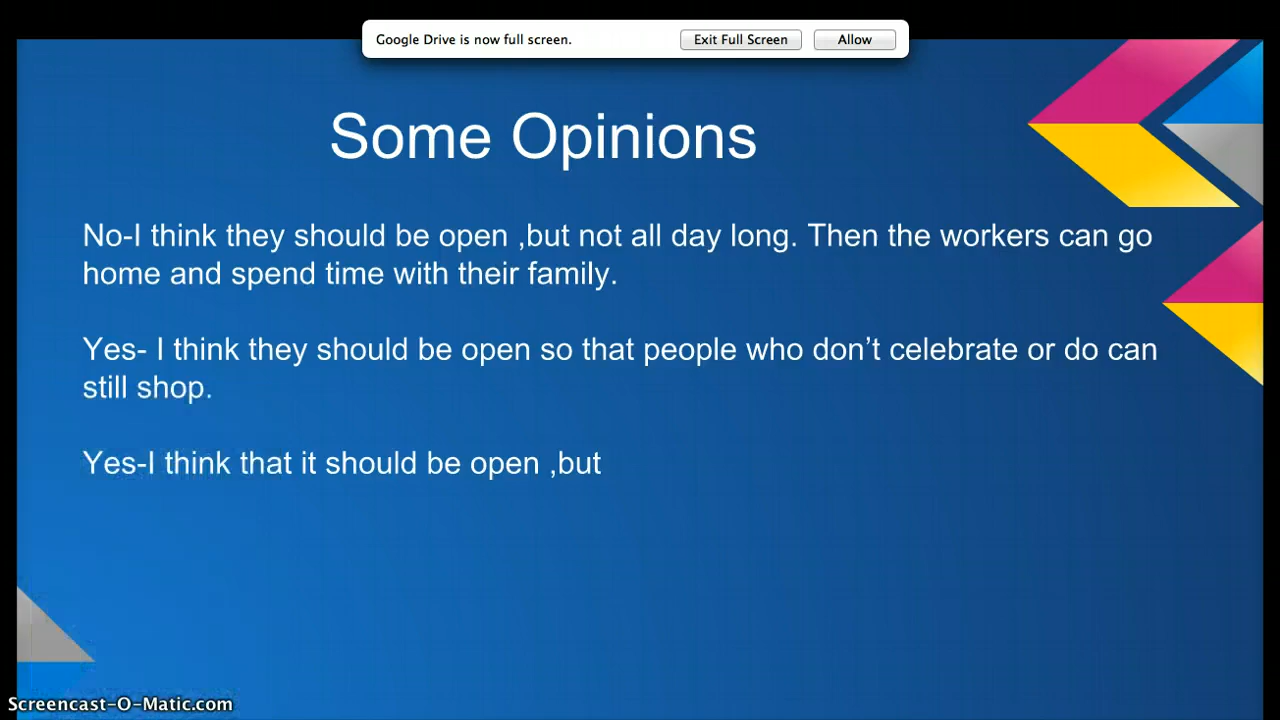 Google Drive is now full screen. Exit Full Screen Allow
Some Opinions
No-I think they should be open ,but not all day long. Then the workers can go
home and spend time with their family.
Yes- I think they should be open so that people who don’t celebrate or do can
still shop.
Yes-I think that it should be open ,but
Screencast-O-Matic.com